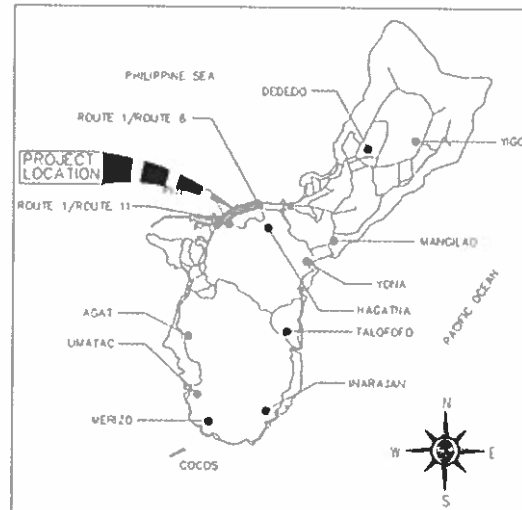 PHILIPPINE SEA
DEDEDO
ROUTE 1/ROUTE 8
YIGO
PROJECT
LOCATION
ROUTE 1/ROUTE 11
MANGILAO
YONA
HAGATNA
PACIFIC OCEAN
AGAT
TALOFOFO
UMATAC
INARAJAN
MERIZO
COCOS
N
W
E
S